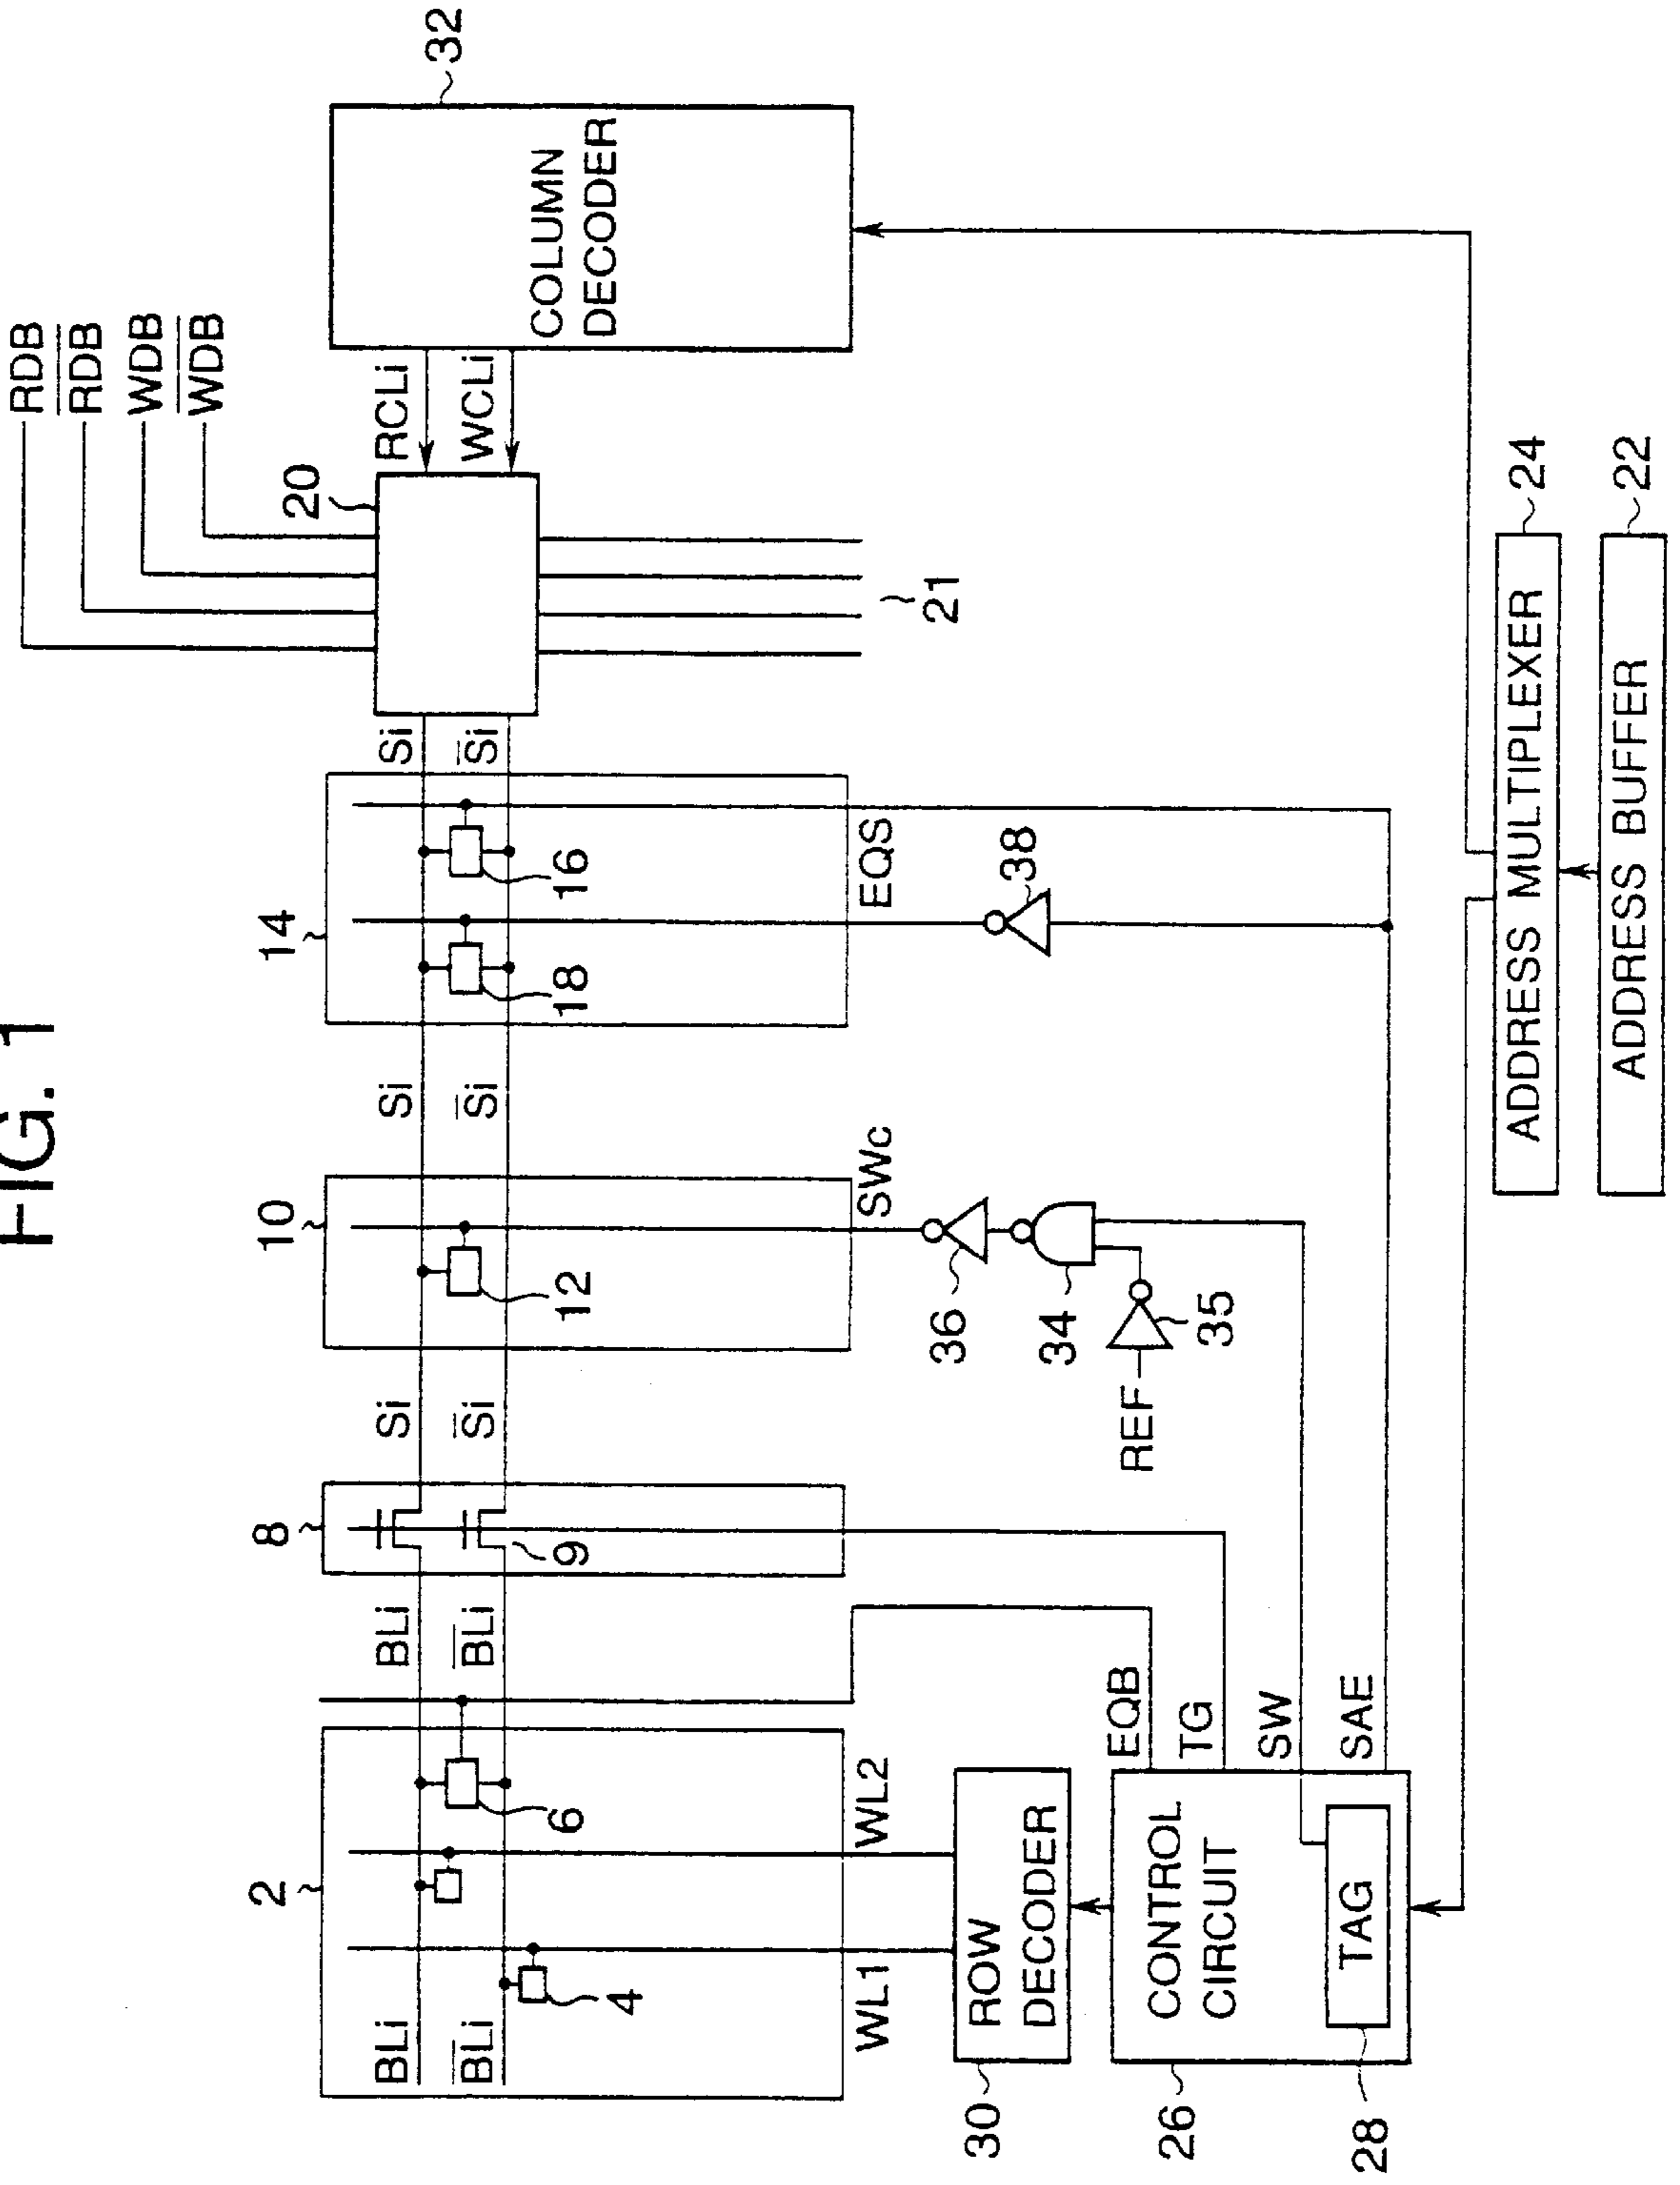 FIG. 1
RDB
RDB
WDB
WDB
2
8
10
14
20
32
BLi
BLi
BLi
BLi
Si
Si
Si
Si
Si
Si
RCLi
WCLi
COLUMN
DECODER
4
6
9
12
18
16
21
WL1
WL2
SWc
EQS
30
ROW
DECODER
36
34
35
REF
38
26
CONTROL
CIRCUIT
28
TAG
EQB
TG
SW
SAE
ADDRESS MULTIPLEXER
24
ADDRESS BUFFER
22